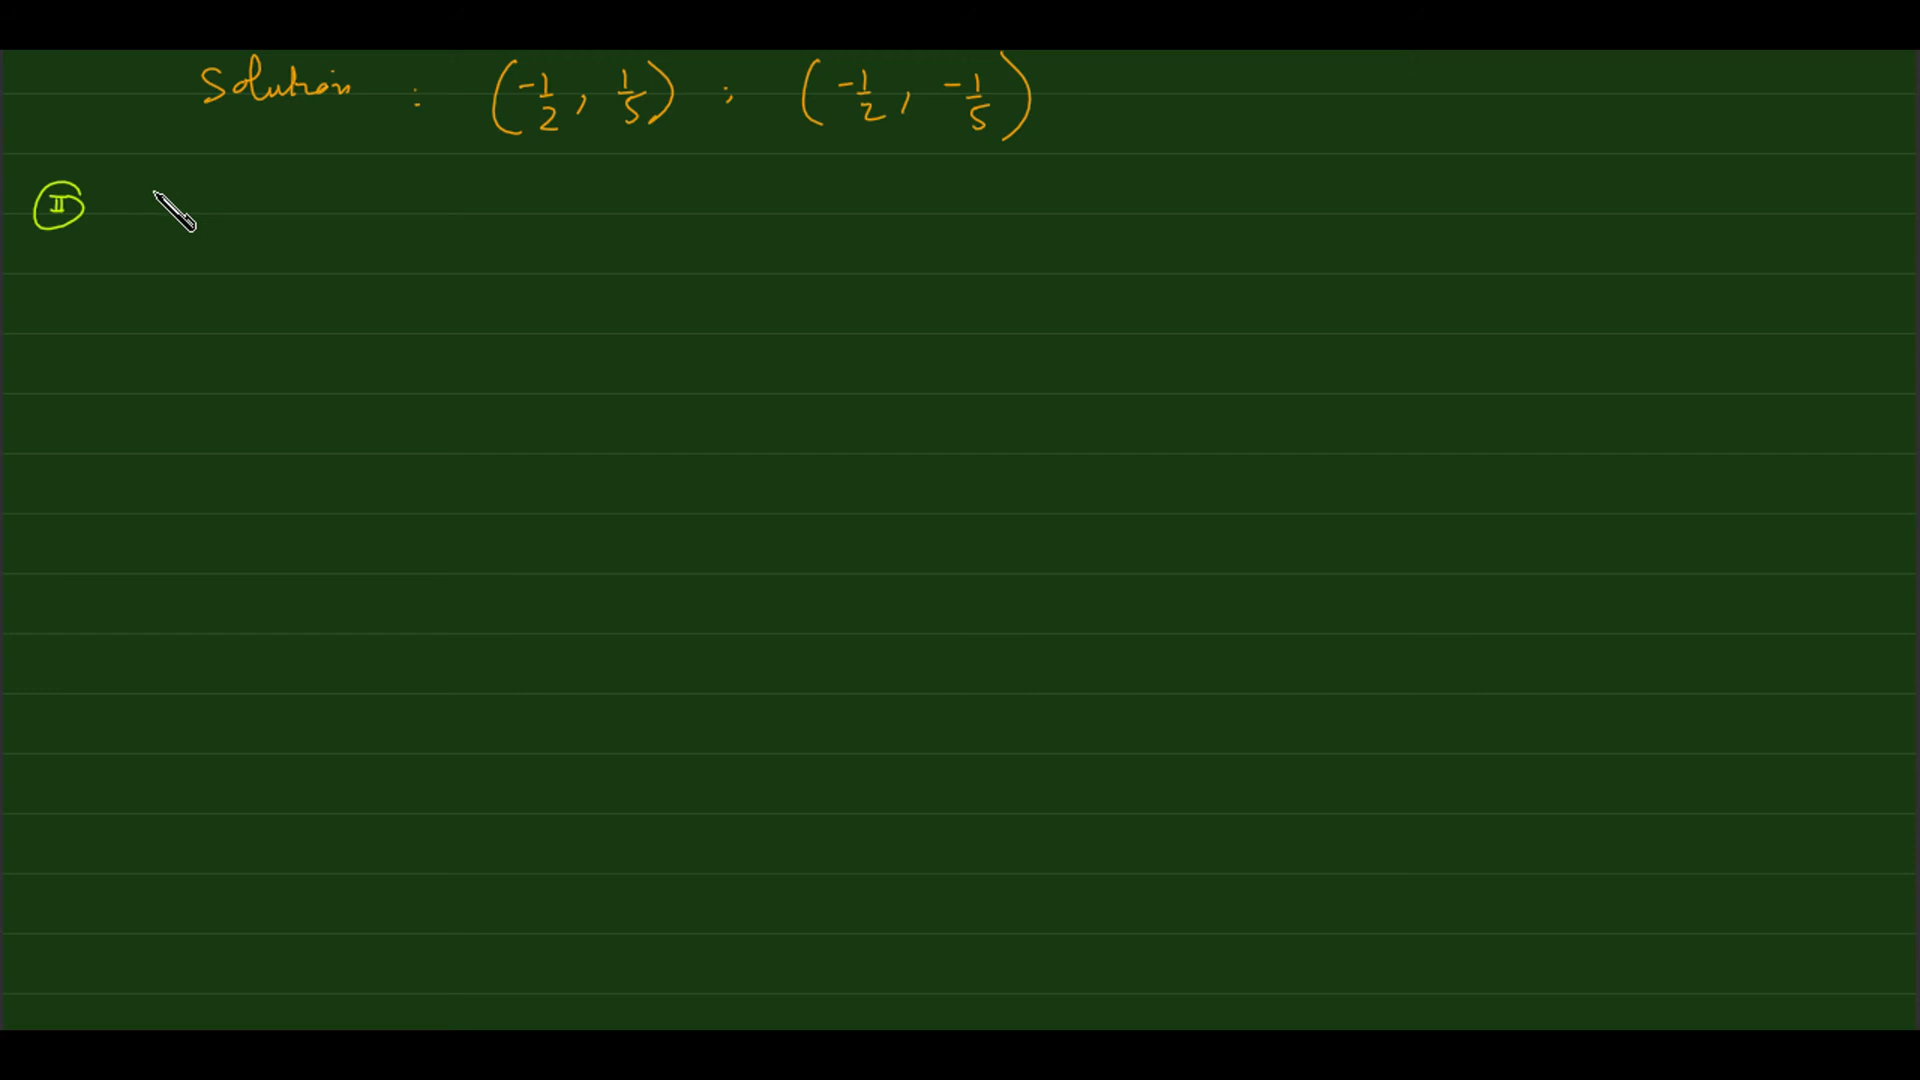 Solution : (-1/2, 1/5) ; (-1/2, -1/5)
II